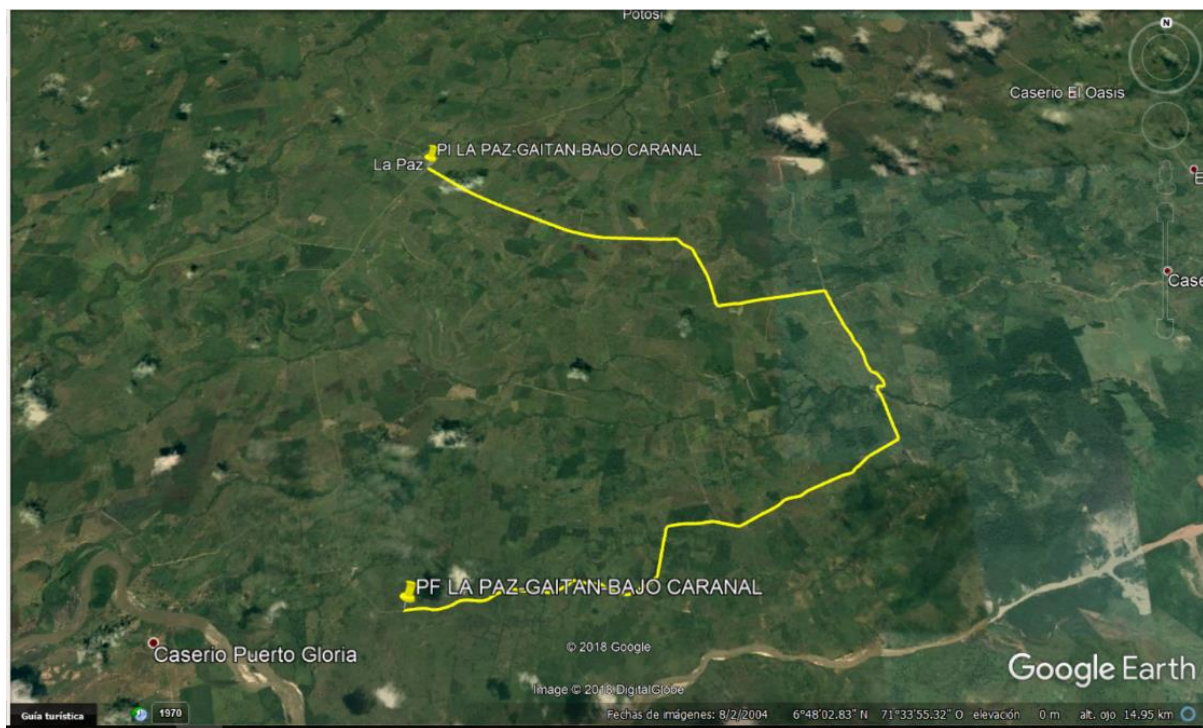 Potosi
N
Caserio El Oasis
PI LA PAZ-GAITAN-BAJO CARANAL
La Paz
E
Case
PF LA PAZ-GAITAN-BAJO CARANAL
Caserio Puerto Gloria
© 2018 Google
Google Earth
Image © 2018 DigitalGlobe
Guía turística
1970
Fechas de imágenes: 8/2/2004 6°48'02.83" N 71°33'55.32" O elevación 0 m alt. ojo 14.95 km